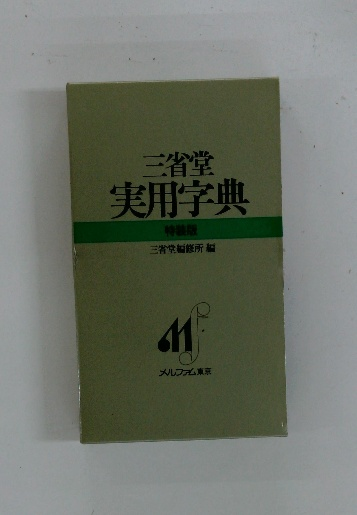 三省堂
実用字典
特装版
三省堂編修所 編
Mf
メルファム東京